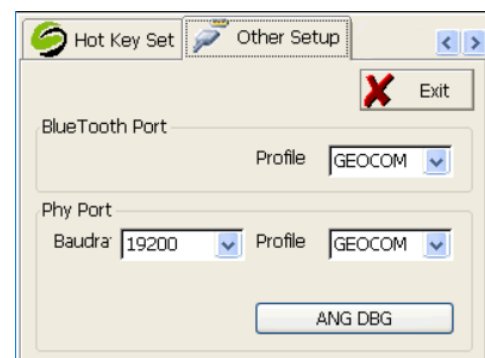 Hot Key Set Other Setup
Exit
BlueTooth Port
Profile GEOCOM
Phy Port
Baudra 19200 Profile GEOCOM
ANG DBG